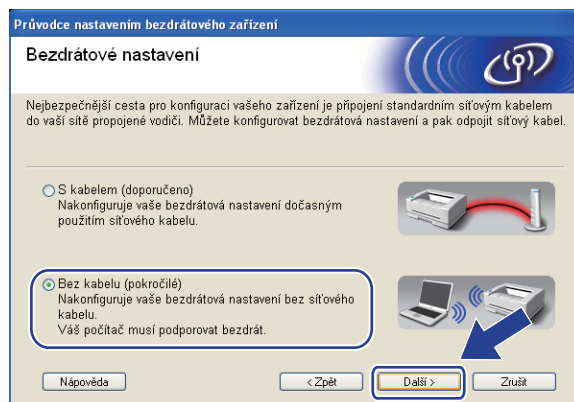 Průvodce nastavením bezdrátového zařízení
Bezdrátové nastavení
Nejbezpečnější cesta pro konfiguraci vašeho zařízení je připojení standardním síťovým kabelem
do vaší sítě propojené vodiči. Můžete konfigurovat bezdrátová nastavení a pak odpojit síťový kabel.
S kabelem (doporučeno)
Nakonfiguruje vaše bezdrátová nastavení dočasným
použitím síťového kabelu.
Bez kabelu (pokročilé)
Nakonfiguruje vaše bezdrátová nastavení bez síťového
kabelu.
Váš počítač musí podporovat bezdrát.
Nápověda
< Zpět
Další >
Zrušit